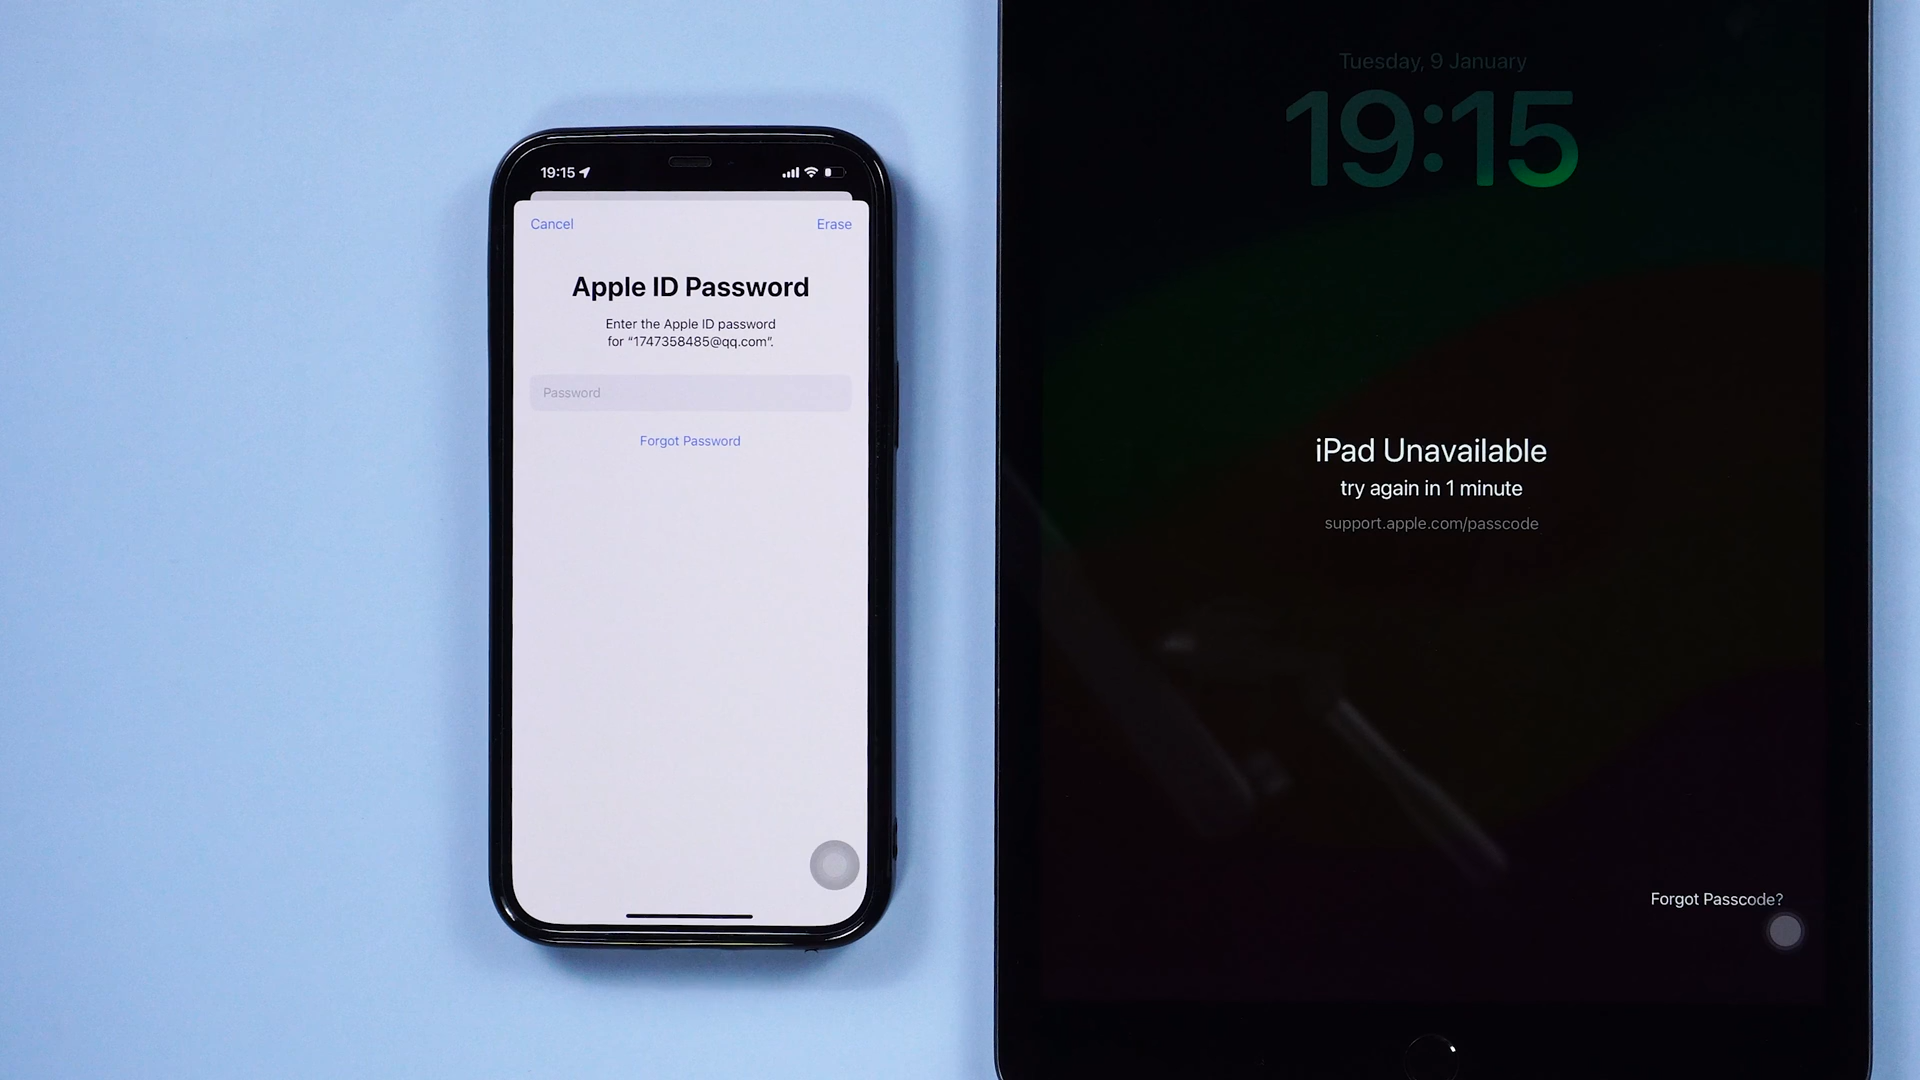 19:15
Cancel
Erase
Apple ID Password
Enter the Apple ID password
for “1747358485@qq.com”.
Password
Forgot Password
Tuesday, 9 January
19:15
iPad Unavailable
try again in 1 minute
support.apple.com/passcode
Forgot Passcode?